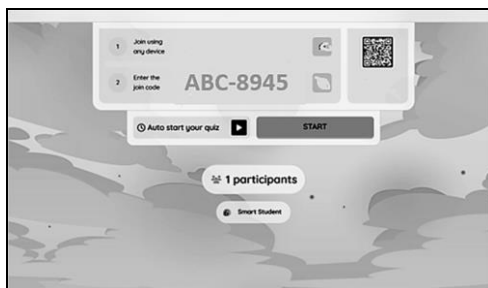 1
Join using
any device
2
Enter the
join code
ABC-8945
Auto start your quiz
START
1 participants
Smart Student